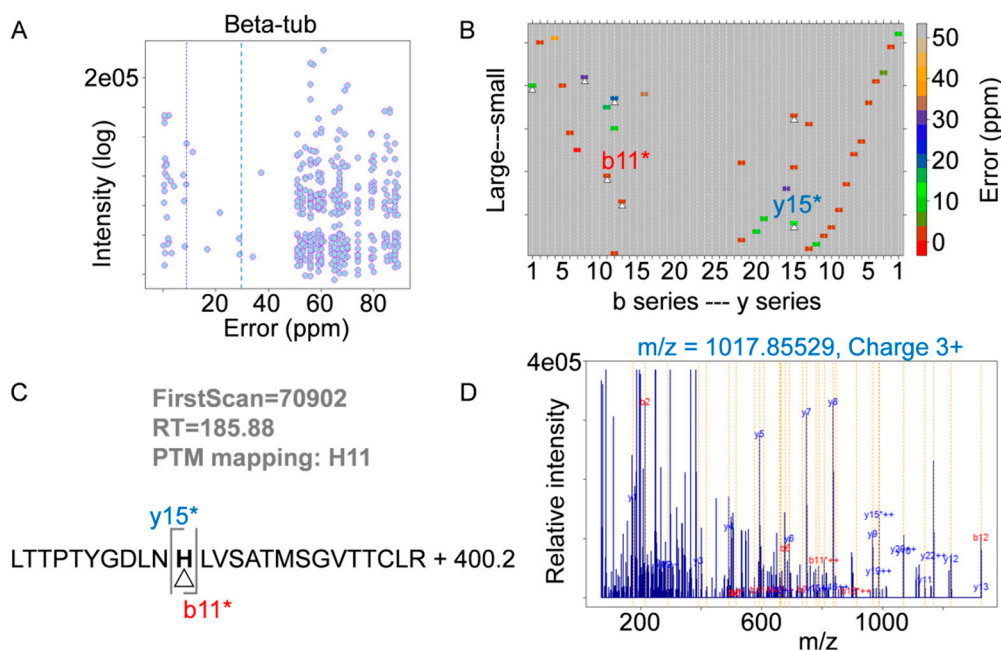 A
Beta-tub
2e05
Intensity (log)
20 40 60 80
Error (ppm)
B
Large---small
b11*
y15*
1 5 10 15 20 25 22 20 15 10 5 1
b series --- y series
50
40
30
20
10
0
Error (ppm)
C
FirstScan=70902
RT=185.88
PTM mapping: H11
y15*
LTTPTYGDLN H LVSATMSGVTTCLR + 400.2
b11*
D
m/z = 1017.85529, Charge 3+
4e05
Relative intensity
b2
y8
y7
y5
y1
y4
y15*++
y9
y6
b12
y3
b11*++
y22++
y12
y11
y13
200 600 1000
m/z